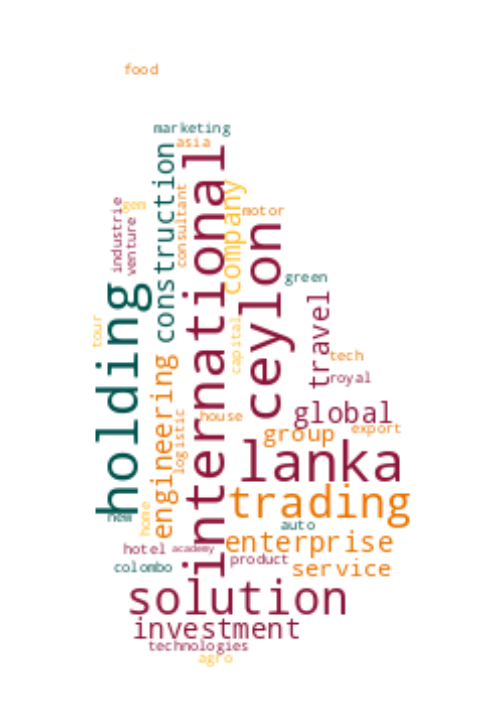 food
marketing
asia
construction
international
consultant
company
industrie
venture
gem
motor
ceylon
green
holding
travel
tour
capital
tech
royal
engineering
logistic
house
global
group
export
lanka
trading
new
home
auto
enterprise
hotel
academy
product
colombo
service
solution
investment
technologies
agro